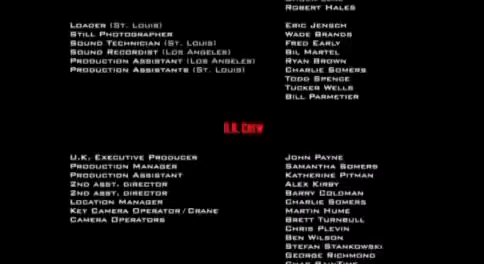 Robert Hales
Loader (St. Louis) Eric Jensch
Still Photographer Wade Brands
Sound Technician (St. Louis) Fred Early
Sound Recordist (Los Angeles) Bil Martel
Production Assistant (Los Angeles) Ryan Brown
Production Assistants (St. Louis) Charlie Somers
Todd Spence
Tucker Wells
Bill Parmetier
U.K. Crew
U.K. Executive Producer John Payne
Production Manager Samantha Somers
Production Assistant Katherine Pitman
2nd asst. director Alex Kirby
2nd asst. director Barry Coldman
Location Manager Charlie Somers
Key Camera Operator/Crane Martin Hume
Camera Operators Brett Turnbull
Chris Plevin
Ben Wilson
Stefan Stankowski
George Richmond